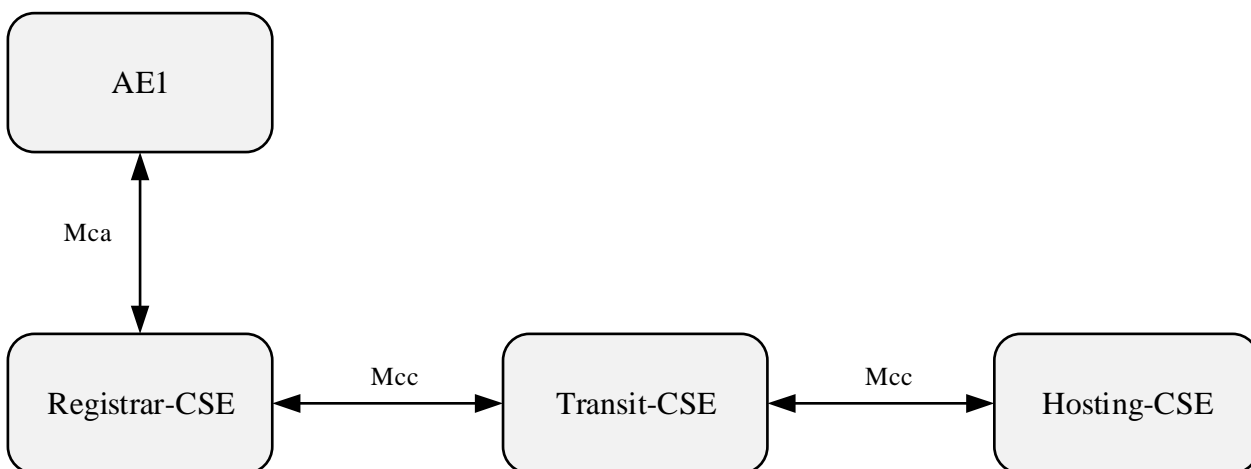 AE1
Mca
Registrar-CSE
Mcc
Transit-CSE
Mcc
Hosting-CSE